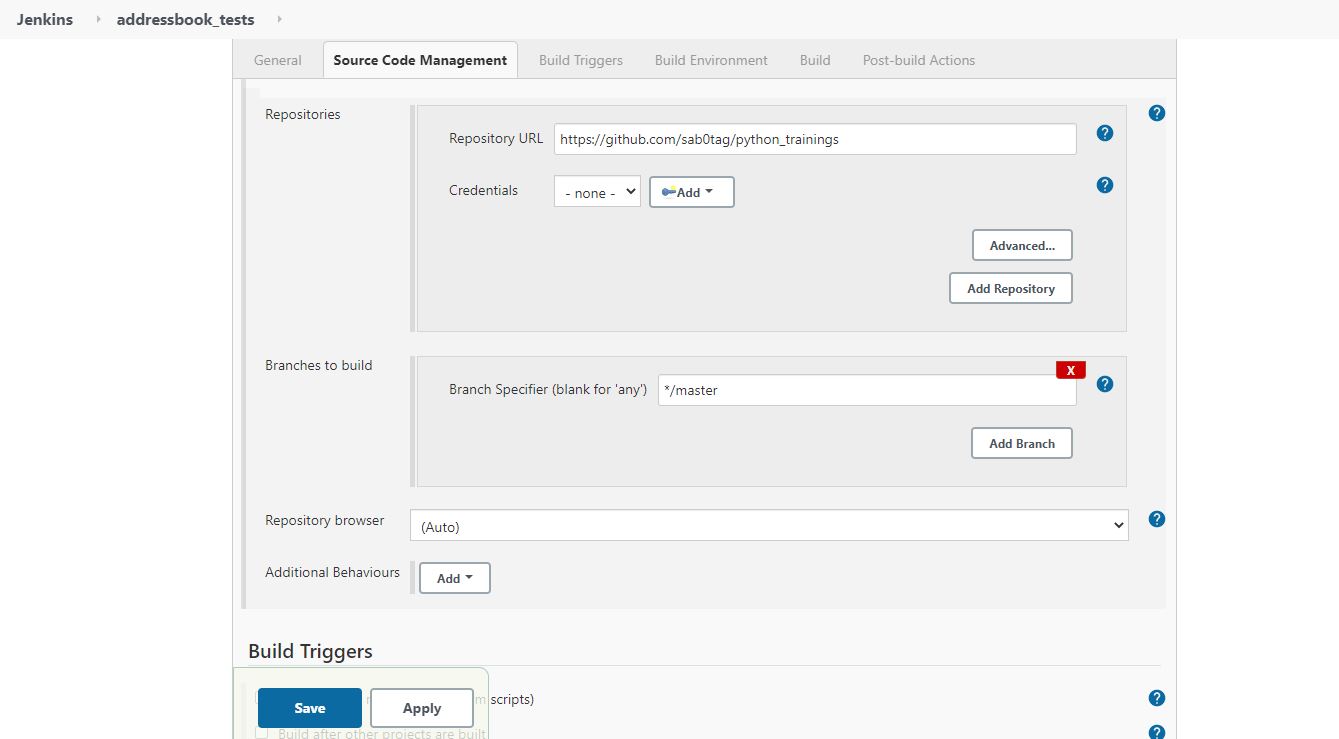 Jenkins addressbook_tests
General Source Code Management Build Triggers Build Environment Build Post-build Actions
Repositories
Repository URL https://github.com/sab0tag/python_trainings
Credentials - none - Add
Advanced...
Add Repository
Branches to build
X
Branch Specifier (blank for 'any') */master
Add Branch
Repository browser (Auto)
Additional Behaviours Add
Build Triggers
scripts)
Save Apply
Build after other projects are built